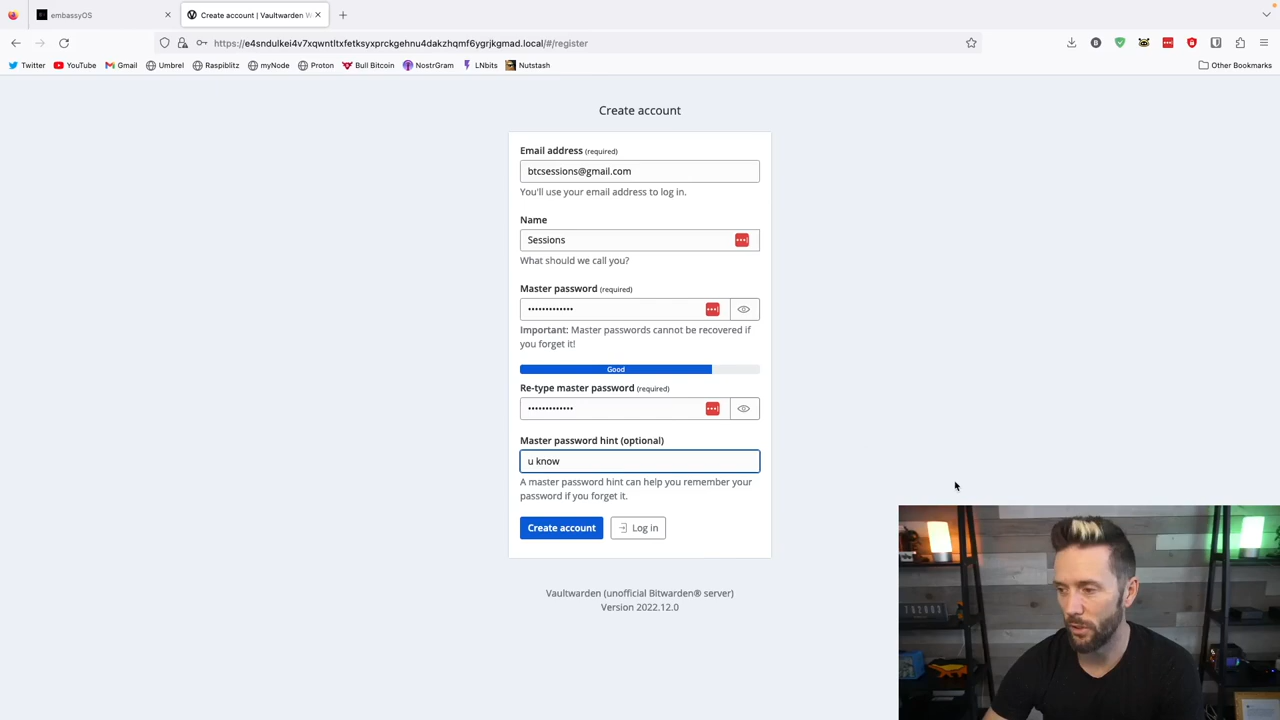 embassyOS
Create account | Vaultwarden W
https://e4sndulkei4v7xqwntltxfetksyxprckgehnu4dakzhqmf6ygrjkgmad.local/#/register
Twitter YouTube Gmail Umbrel Raspiblitz myNode Proton Bull Bitcoin NostrGram LNbits Nutstash Other Bookmarks
Create account
Email address (required)
btcsessions@gmail.com
You'll use your email address to log in.
Name
Sessions
What should we call you?
Master password (required)
•••••••••••••
Important: Master passwords cannot be recovered if
you forget it!
Good
Re-type master password (required)
•••••••••••••
Master password hint (optional)
u know
A master password hint can help you remember your
password if you forget it.
Create account Log in
Vaultwarden (unofficial Bitwarden® server)
Version 2022.12.0